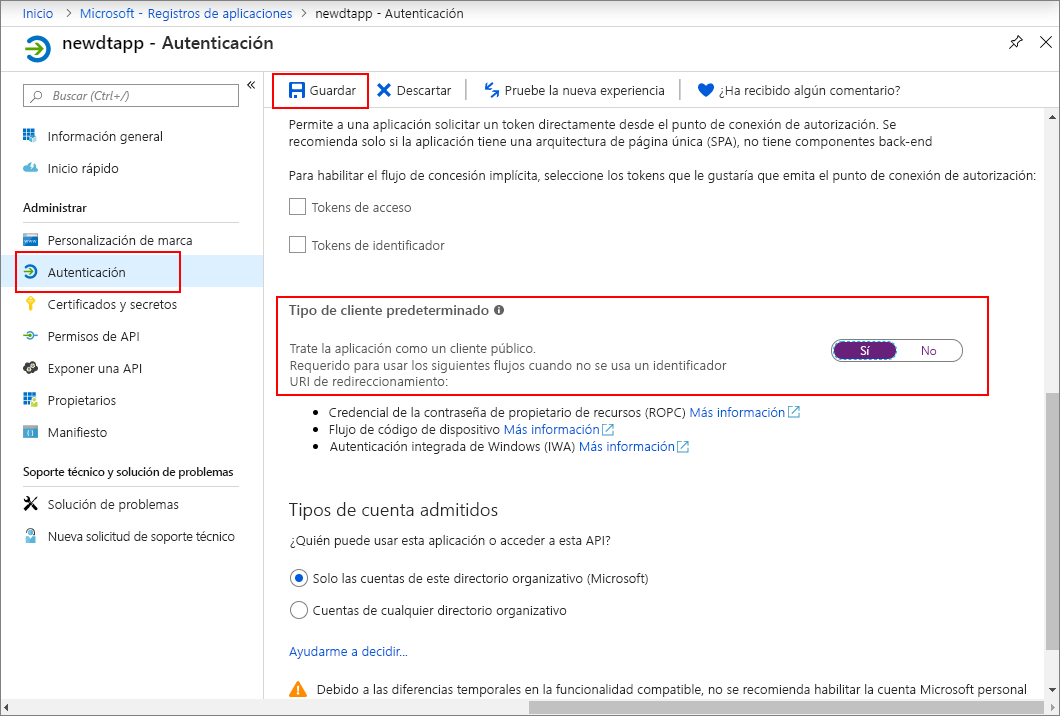 Inicio > Microsoft - Registros de aplicaciones > newdtapp - Autenticación
newdtapp - Autenticación
Buscar (Ctrl+/)
«
Información general
Inicio rápido
Administrar
Personalización de marca
Autenticación
Certificados y secretos
Permisos de API
Exponer una API
Propietarios
Manifiesto
Soporte técnico y solución de problemas
Solución de problemas
Nueva solicitud de soporte técnico
Guardar Descartar Pruebe la nueva experiencia ¿Ha recibido algún comentario?
Permite a una aplicación solicitar un token directamente desde el punto de conexión de autorización. Se
recomienda solo si la aplicación tiene una arquitectura de página única (SPA), no tiene componentes back-end
Para habilitar el flujo de concesión implícita, seleccione los tokens que le gustaría que emita el punto de conexión de autorización:
Tokens de acceso
Tokens de identificador
Tipo de cliente predeterminado
Trate la aplicación como un cliente público.
Sí No
Requerido para usar los siguientes flujos cuando no se usa un identificador
URI de redireccionamiento:
• Credencial de la contraseña de propietario de recursos (ROPC) Más información
• Flujo de código de dispositivo Más información
• Autenticación integrada de Windows (IWA) Más información
Tipos de cuenta admitidos
¿Quién puede usar esta aplicación o acceder a esta API?
Solo las cuentas de este directorio organizativo (Microsoft)
Cuentas de cualquier directorio organizativo
Ayudarme a decidir...
Debido a las diferencias temporales en la funcionalidad compatible, no se recomienda habilitar la cuenta Microsoft personal